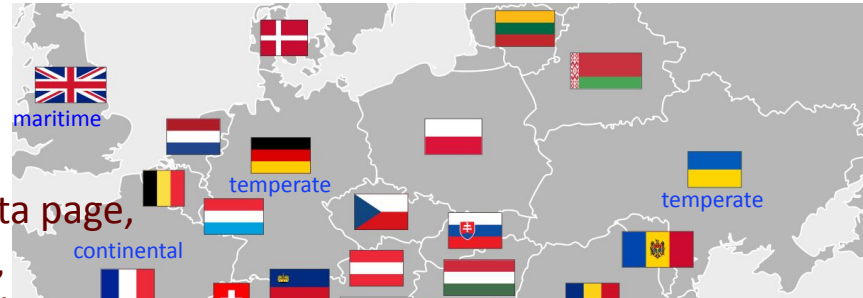 maritime
temperate
temperate
ta page,
continental